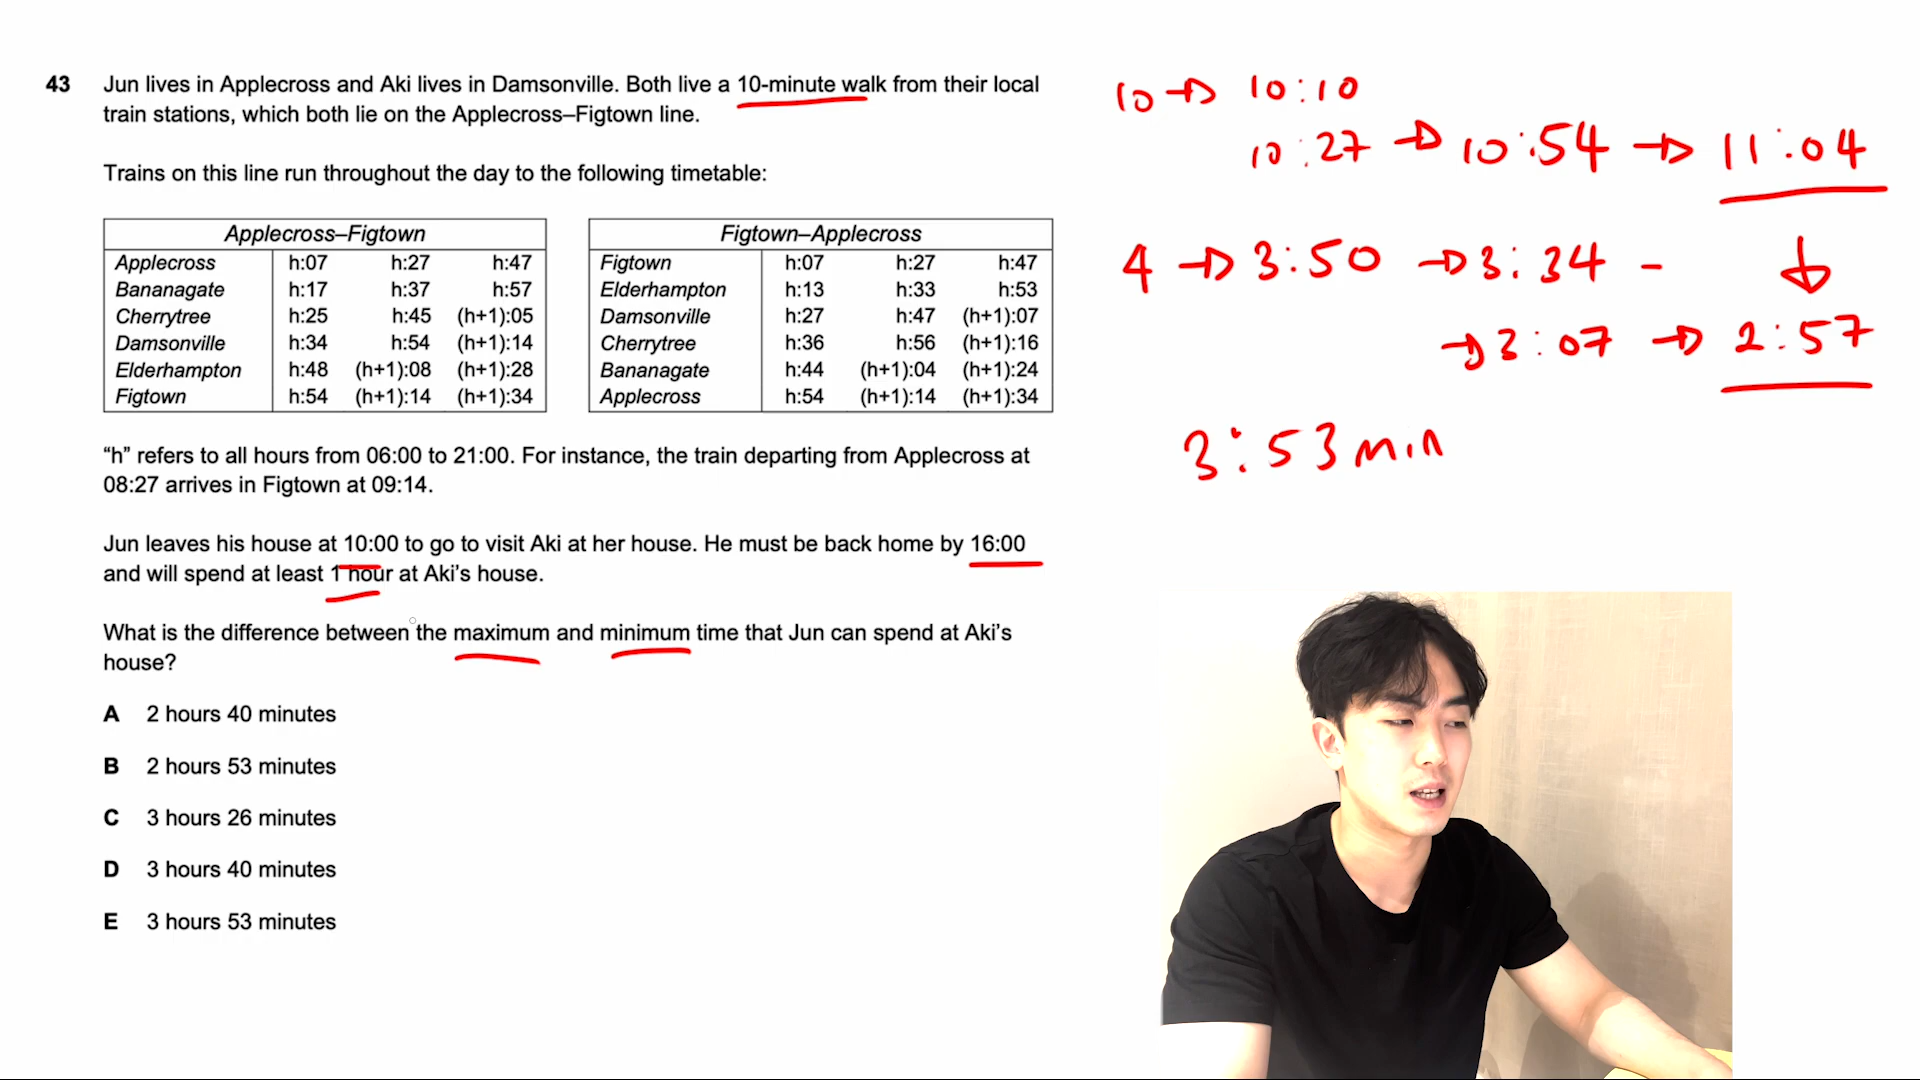 43 Jun lives in Applecross and Aki lives in Damsonville. Both live a 10-minute walk from their local
train stations, which both lie on the Applecross–Figtown line.
Trains on this line run throughout the day to the following timetable:
Applecross–Figtown
Applecross h:07 h:27 h:47
Bananagate h:17 h:37 h:57
Cherrytree h:25 h:45 (h+1):05
Damsonville h:34 h:54 (h+1):14
Elderhampton h:48 (h+1):08 (h+1):28
Figtown h:54 (h+1):14 (h+1):34
Figtown–Applecross
Figtown h:07 h:27 h:47
Elderhampton h:13 h:33 h:53
Damsonville h:27 h:47 (h+1):07
Cherrytree h:36 h:56 (h+1):16
Bananagate h:44 (h+1):04 (h+1):24
Applecross h:54 (h+1):14 (h+1):34
“h” refers to all hours from 06:00 to 21:00. For instance, the train departing from Applecross at
08:27 arrives in Figtown at 09:14.
Jun leaves his house at 10:00 to go to visit Aki at her house. He must be back home by 16:00
and will spend at least 1 hour at Aki’s house.
What is the difference between the maximum and minimum time that Jun can spend at Aki’s
house?
A 2 hours 40 minutes
B 2 hours 53 minutes
C 3 hours 26 minutes
D 3 hours 40 minutes
E 3 hours 53 minutes
10 → 10:10
10:27 → 10:54 → 11:04
4 → 3:50 → 3:34 - ↓
→ 3:07 → 2:57
3:53 min